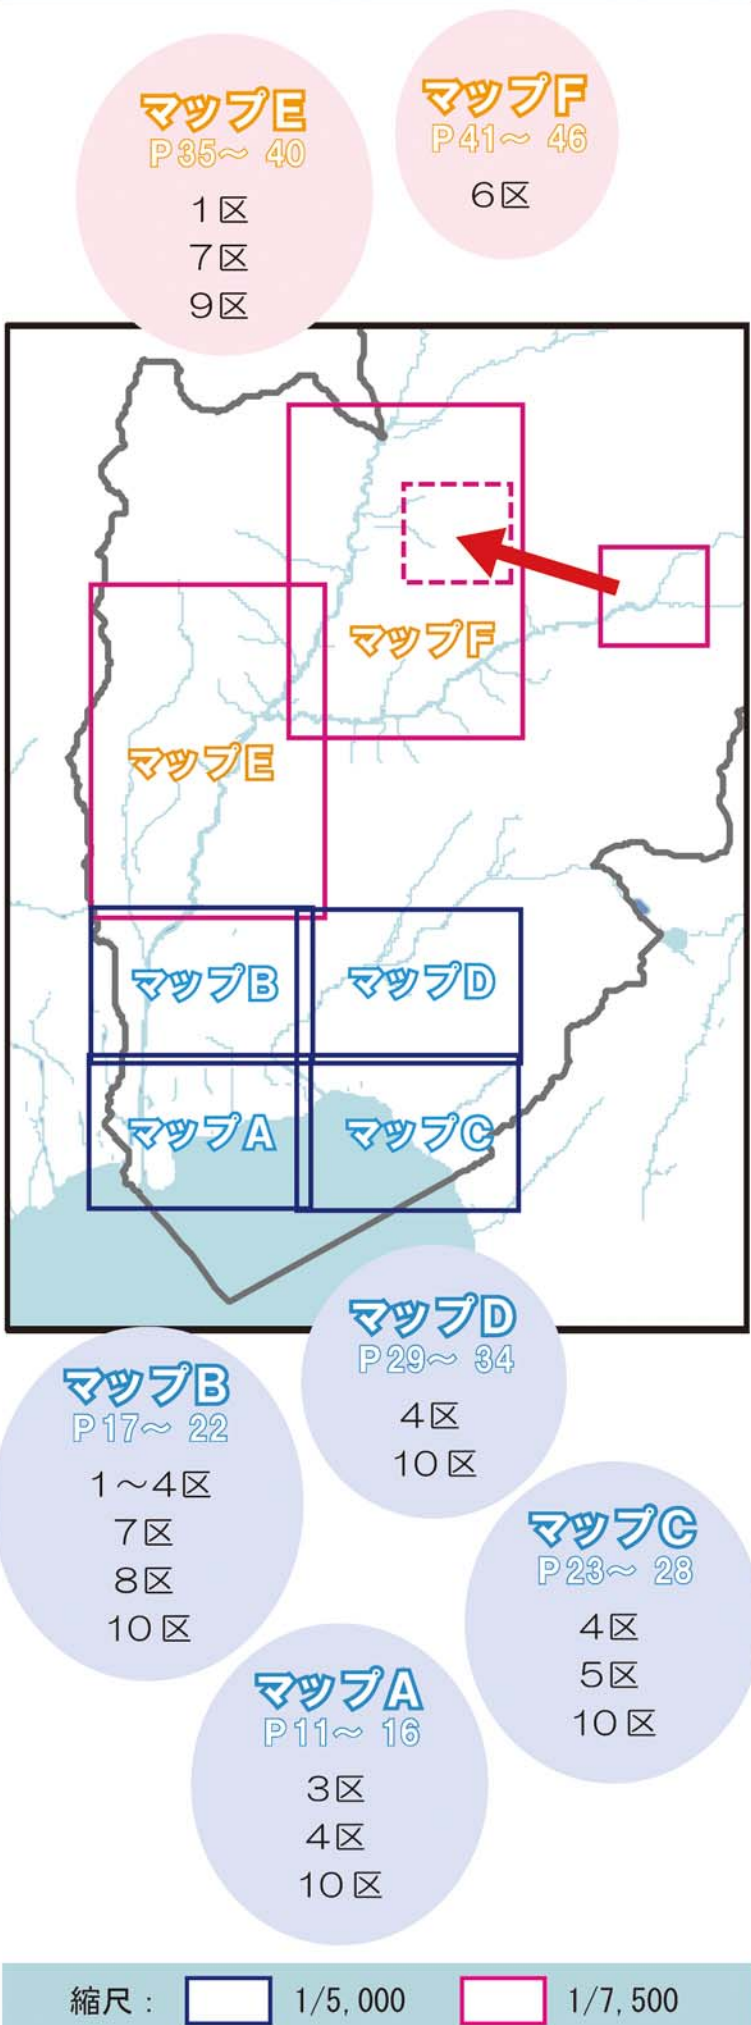 マップE
P35～ 40
1区
7区
9区
マップF
P41～ 46
6区
マップF
マップE
マップB
マップD
マップA
マップC
マップD
P29～ 34
4区
10区
マップB
P17～ 22
1～4区
7区
8区
10区
マップC
P23～ 28
4区
5区
10区
マップA
P11～ 16
3区
4区
10区
縮尺： 1/5,000 1/7,500